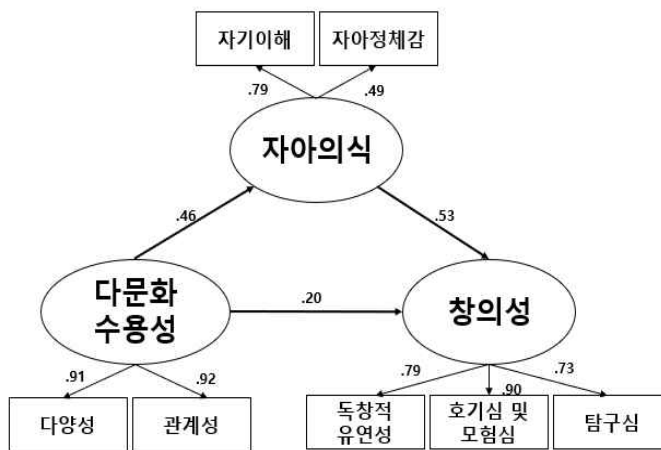 자기이해
자아정체감
.79
.49
자아의식
.46
.53
다문화
수용성
.20
창의성
.91
.92
.79
.90
.73
다양성
관계성
독창적
유연성
호기심 및
모험심
탐구심